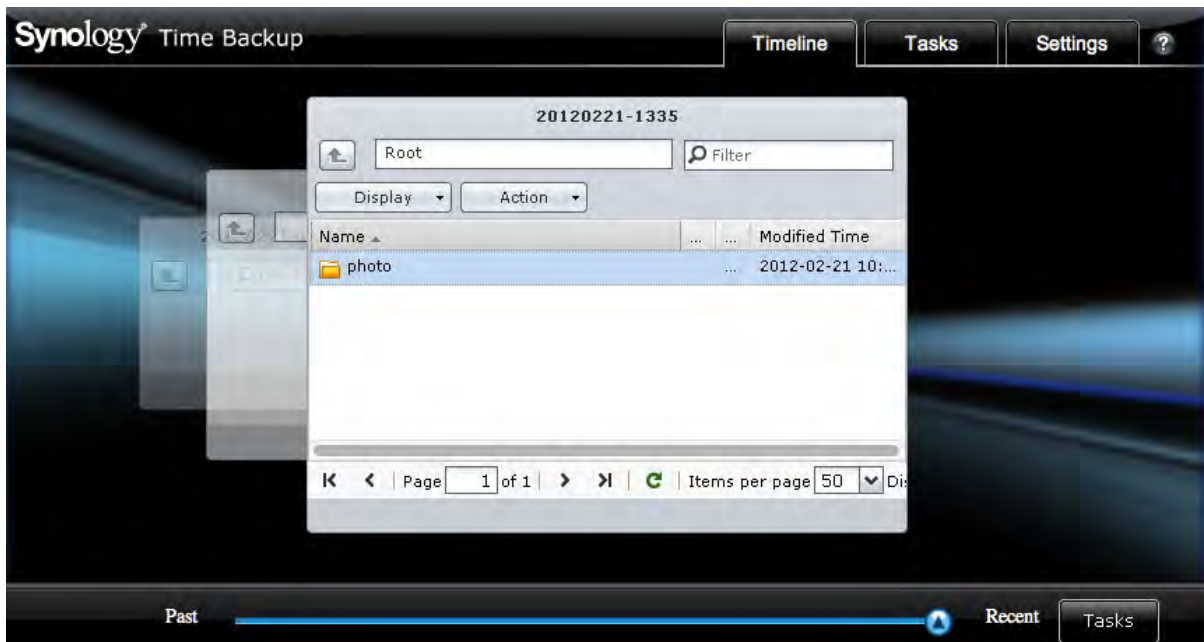 Synology Time Backup
Timeline Tasks Settings ?
20120221-1335
Root Filter
Display Action
Name ... ... Modified Time
photo ... 2012-02-21 10:...
Page 1 of 1 Items per page 50 Di
Past Recent Tasks